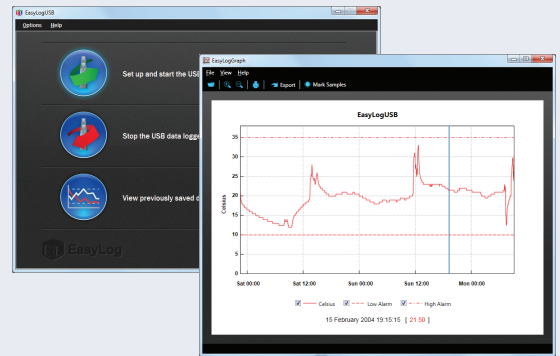 EasyLogUSB
Options Help
Set up and start the USB
Stop the USB data logge
View previously saved d
EasyLog
EasyLogGraph
File View Help
Export Mark Samples
EasyLogUSB
Celsius
35
30
25
20
15
10
5
0
Sat 00:00 Sat 12:00 Sun 00:00 Sun 12:00 Mon 00:00
Celsius Low Alarm High Alarm
15 February 2004 19:15:15 [ 21.50 ]